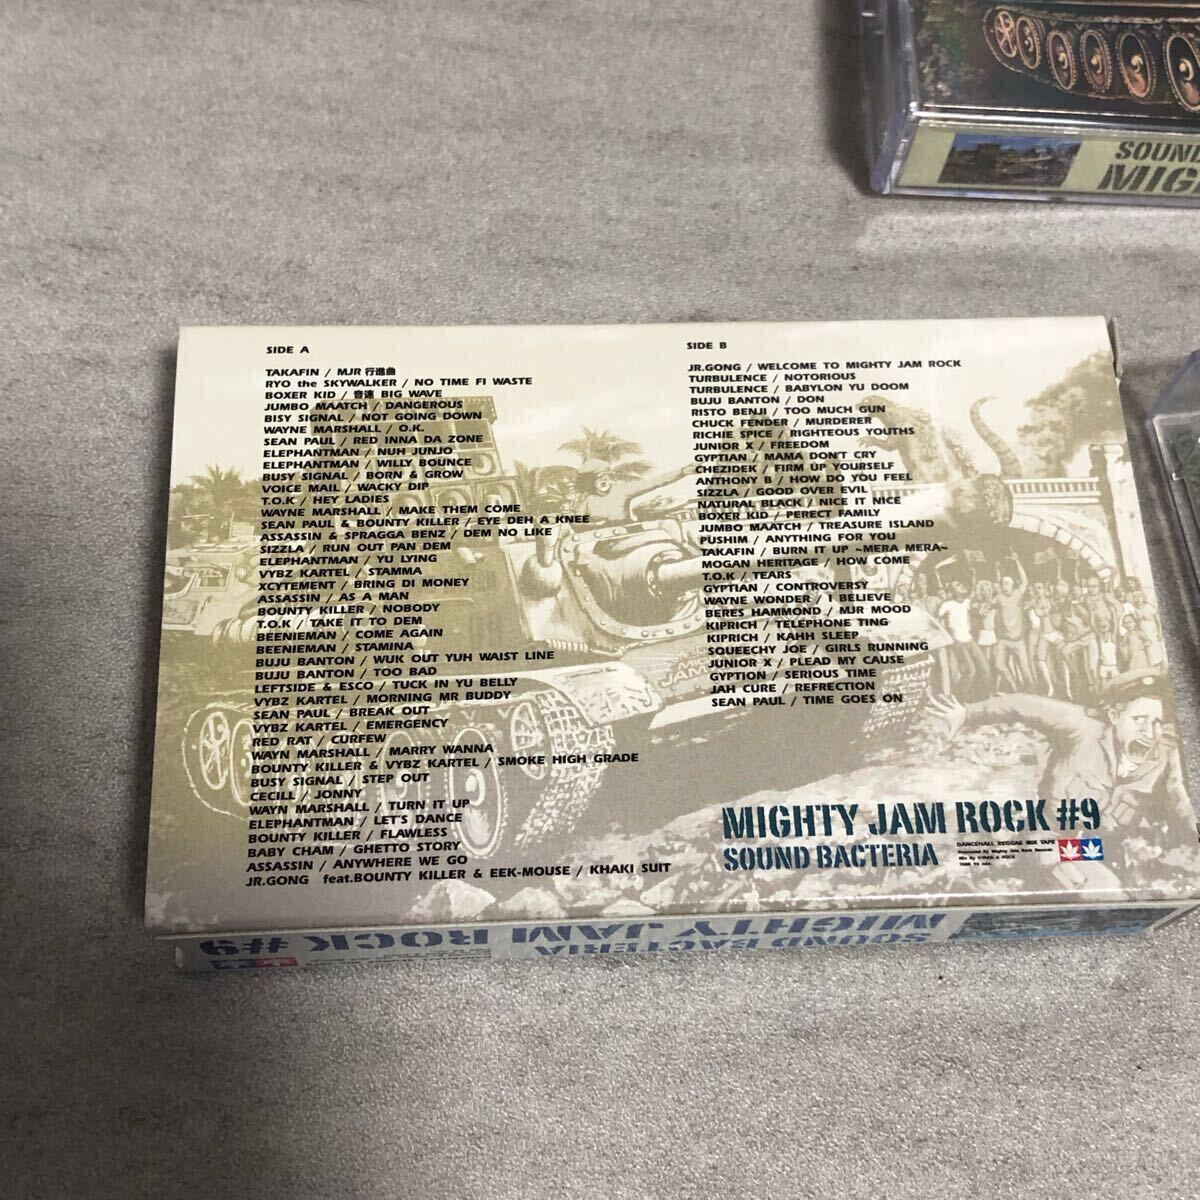 SOUND
MIG
SIDE A
TAKAFIN / MJR 行進曲
RYO the SKYWALKER / NO TIME FI WASTE
BOXER KID / 音速 BIG WAVE
JUMBO MAATCH / DANGEROUS
BISY SIGNAL / NOT GOING DOWN
WAYNE MARSHALL / O.K.
SEAN PAUL / RED INNA DA ZONE
ELEPHANTMAN / NUH JUNJO
ELEPHANTMAN / WILLY BOUNCE
BUSY SIGNAL / BORN & GROW
VOICE MAIL / WACKY DIP
T.O.K / HEY LADIES
WAYNE MARSHALL / MAKE THEM COME
SEAN PAUL & BOUNTY KILLER / EYE DEH A KNEE
ASSASSIN & SPRAGGA BENZ / DEM NO LIKE
SIZZLA / RUN OUT PAN DEM
ELEPHANTMAN / YU LYING
VYBZ KARTEL / STAMMA
XCYTEMENT / BRING DI MONEY
ASSASSIN / AS A MAN
BOUNTY KILLER / NOBODY
T.O.K / TAKE IT TO DEM
BEENIEMAN / COME AGAIN
BEENIEMAN / STAMINA
BUJU BANTON / WUK OUT YUH WAIST LINE
BUJU BANTON / TOO BAD
LEFTSIDE & ESCO / TUCK IN YU BELLY
VYBZ KARTEL / MORNING MR BUDDY
SEAN PAUL / BREAK OUT
VYBZ KARTEL / EMERGENCY
RED RAT / CURFEW
WAYN MARSHALL / MARRY WANNA
BOUNTY KILLER & VYBZ KARTEL / SMOKE HIGH GRADE
BUSY SIGNAL / STEP OUT
CECILL / JONNY
WAYN MARSHALL / TURN IT UP
ELEPHANTMAN / LET'S DANCE
BOUNTY KILLER / FLAWLESS
BABY CHAM / GHETTO STORY
ASSASSIN / ANYWHERE WE GO
JR.GONG feat.BOUNTY KILLER & EEK-MOUSE / KHAKI SUIT
SIDE B
JR.GONG / WELCOME TO MIGHTY JAM ROCK
TURBULENCE / NOTORIOUS
TURBULENCE / BABYLON YU DOOM
BUJU BANTON / DON
RISTO BENJI / TOO MUCH GUN
CHUCK FENDER / MURDERER
RICHIE SPICE / RIGHTEOUS YOUTHS
JUNIOR X / FREEDOM
GYPTIAN / MAMA DON'T CRY
CHEZIDEK / FIRM UP YOURSELF
ANTHONY B / HOW DO YOU FEEL
SIZZLA / GOOD OVER EVIL
NATURAL BLACK / NICE IT NICE
BOXER KID / PERECT FAMILY
JUMBO MAATCH / TREASURE ISLAND
PUSHIM / ANYTHING FOR YOU
TAKAFIN / BURN IT UP ~MERA MERA~
MOGAN HERITAGE / HOW COME
T.O.K / TEARS
GYPTIAN / CONTROVERSY
WAYNE WONDER / I BELIEVE
BERES HAMMOND / MJR MOOD
KIPRICH / TELEPHONE TING
KIPRICH / KAHH SLEEP
SQUEECHY JOE / GIRLS RUNNING
JUNIOR X / PLEAD MY CAUSE
GYPTION / SERIOUS TIME
JAH CURE / REFRECTION
SEAN PAUL / TIME GOES ON
MIGHTY JAM ROCK #9
SOUND BACTERIA
DANCEHALL REGGAE MIX TAPE
Presented By Mighty Jam Rock Records
SOUND BACTERIA
MIGHTY JAM ROCK #9